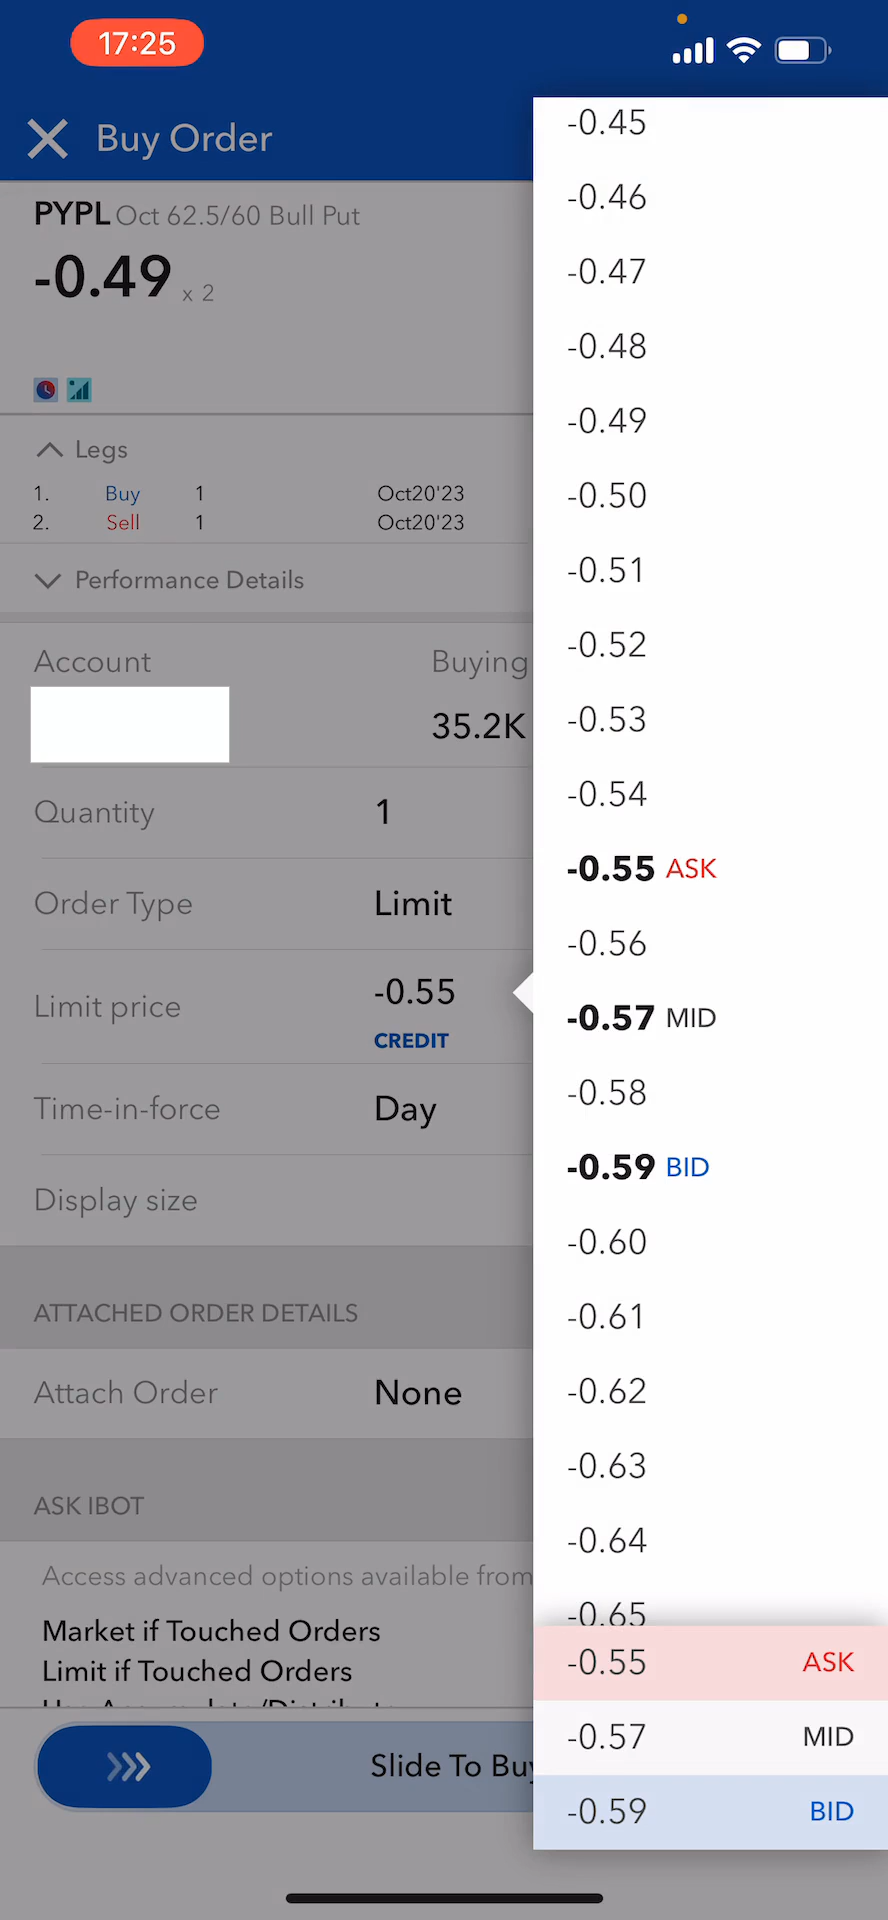 17:25
Buy Order
PYPL Oct 62.5/60 Bull Put
-0.49 x 2
Legs
1. Buy 1 Oct20'23
2. Sell 1 Oct20'23
Performance Details
Account Buying
35.2K
Quantity 1
Order Type Limit
Limit price -0.55
CREDIT
Time-in-force Day
Display size
ATTACHED ORDER DETAILS
Attach Order None
ASK IBOT
Access advanced options available from
Market if Touched Orders
Limit if Touched Orders
Slide To Buy
-0.45
-0.46
-0.47
-0.48
-0.49
-0.50
-0.51
-0.52
-0.53
-0.54
-0.55 ASK
-0.56
-0.57 MID
-0.58
-0.59 BID
-0.60
-0.61
-0.62
-0.63
-0.64
-0.65
-0.55 ASK
-0.57 MID
-0.59 BID